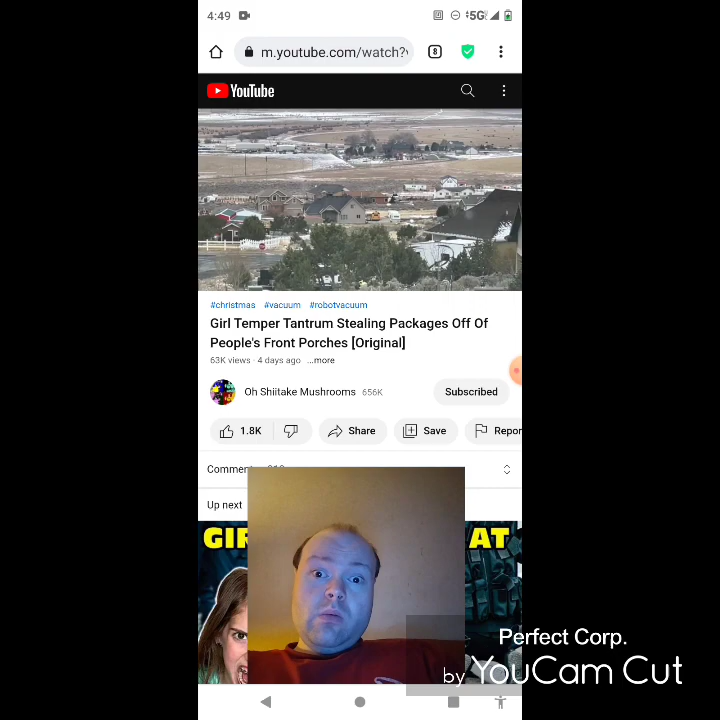 4:49
5G
m.youtube.com/watch?v
8
YouTube
#christmas #vacuum #robotvacuum
Girl Temper Tantrum Stealing Packages Off Of
People's Front Porches [Original]
63K views · 4 days ago ...more
Oh Shiitake Mushrooms 656K
Subscribed
1.8K Share Save Repor
Commen
Up next
GIR AT
Perfect Corp.
by YouCam Cut